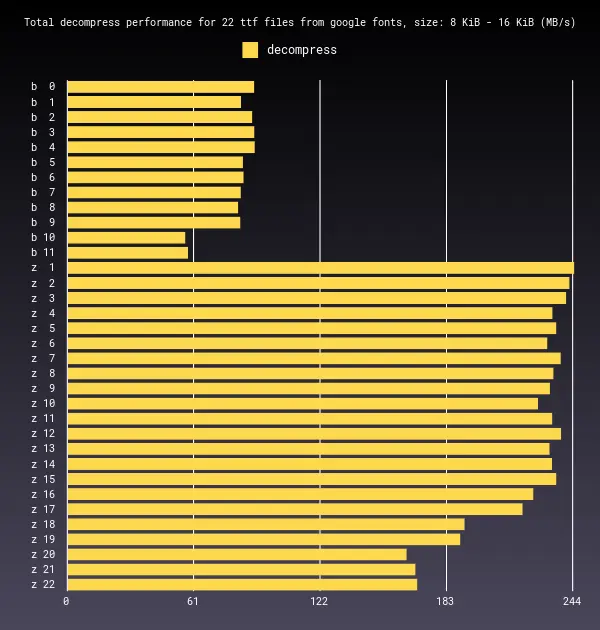 Total decompress performance for 22 ttf files from google fonts, size: 8 KiB - 16 KiB (MB/s)
decompress
b 0
b 1
b 2
b 3
b 4
b 5
b 6
b 7
b 8
b 9
b 10
b 11
z 1
z 2
z 3
z 4
z 5
z 6
z 7
z 8
z 9
z 10
z 11
z 12
z 13
z 14
z 15
z 16
z 17
z 18
z 19
z 20
z 21
z 22
0 61 122 183 244